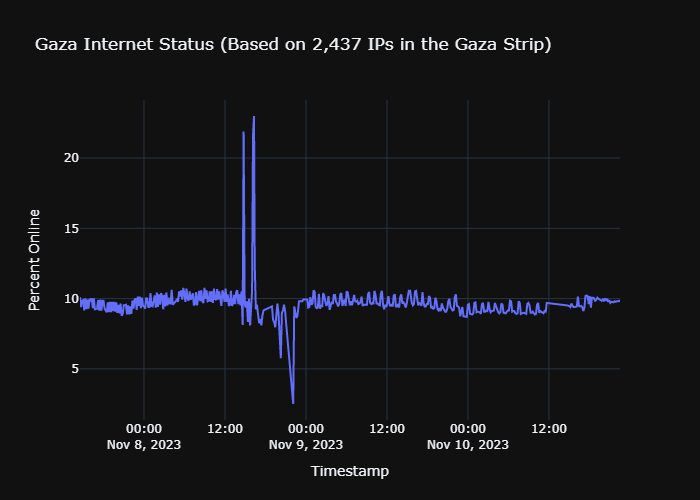 Gaza Internet Status (Based on 2,437 IPs in the Gaza Strip)
Percent Online
20
15
10
5
00:00 12:00 00:00 12:00 00:00 12:00
Nov 8, 2023 Nov 9, 2023 Nov 10, 2023
Timestamp